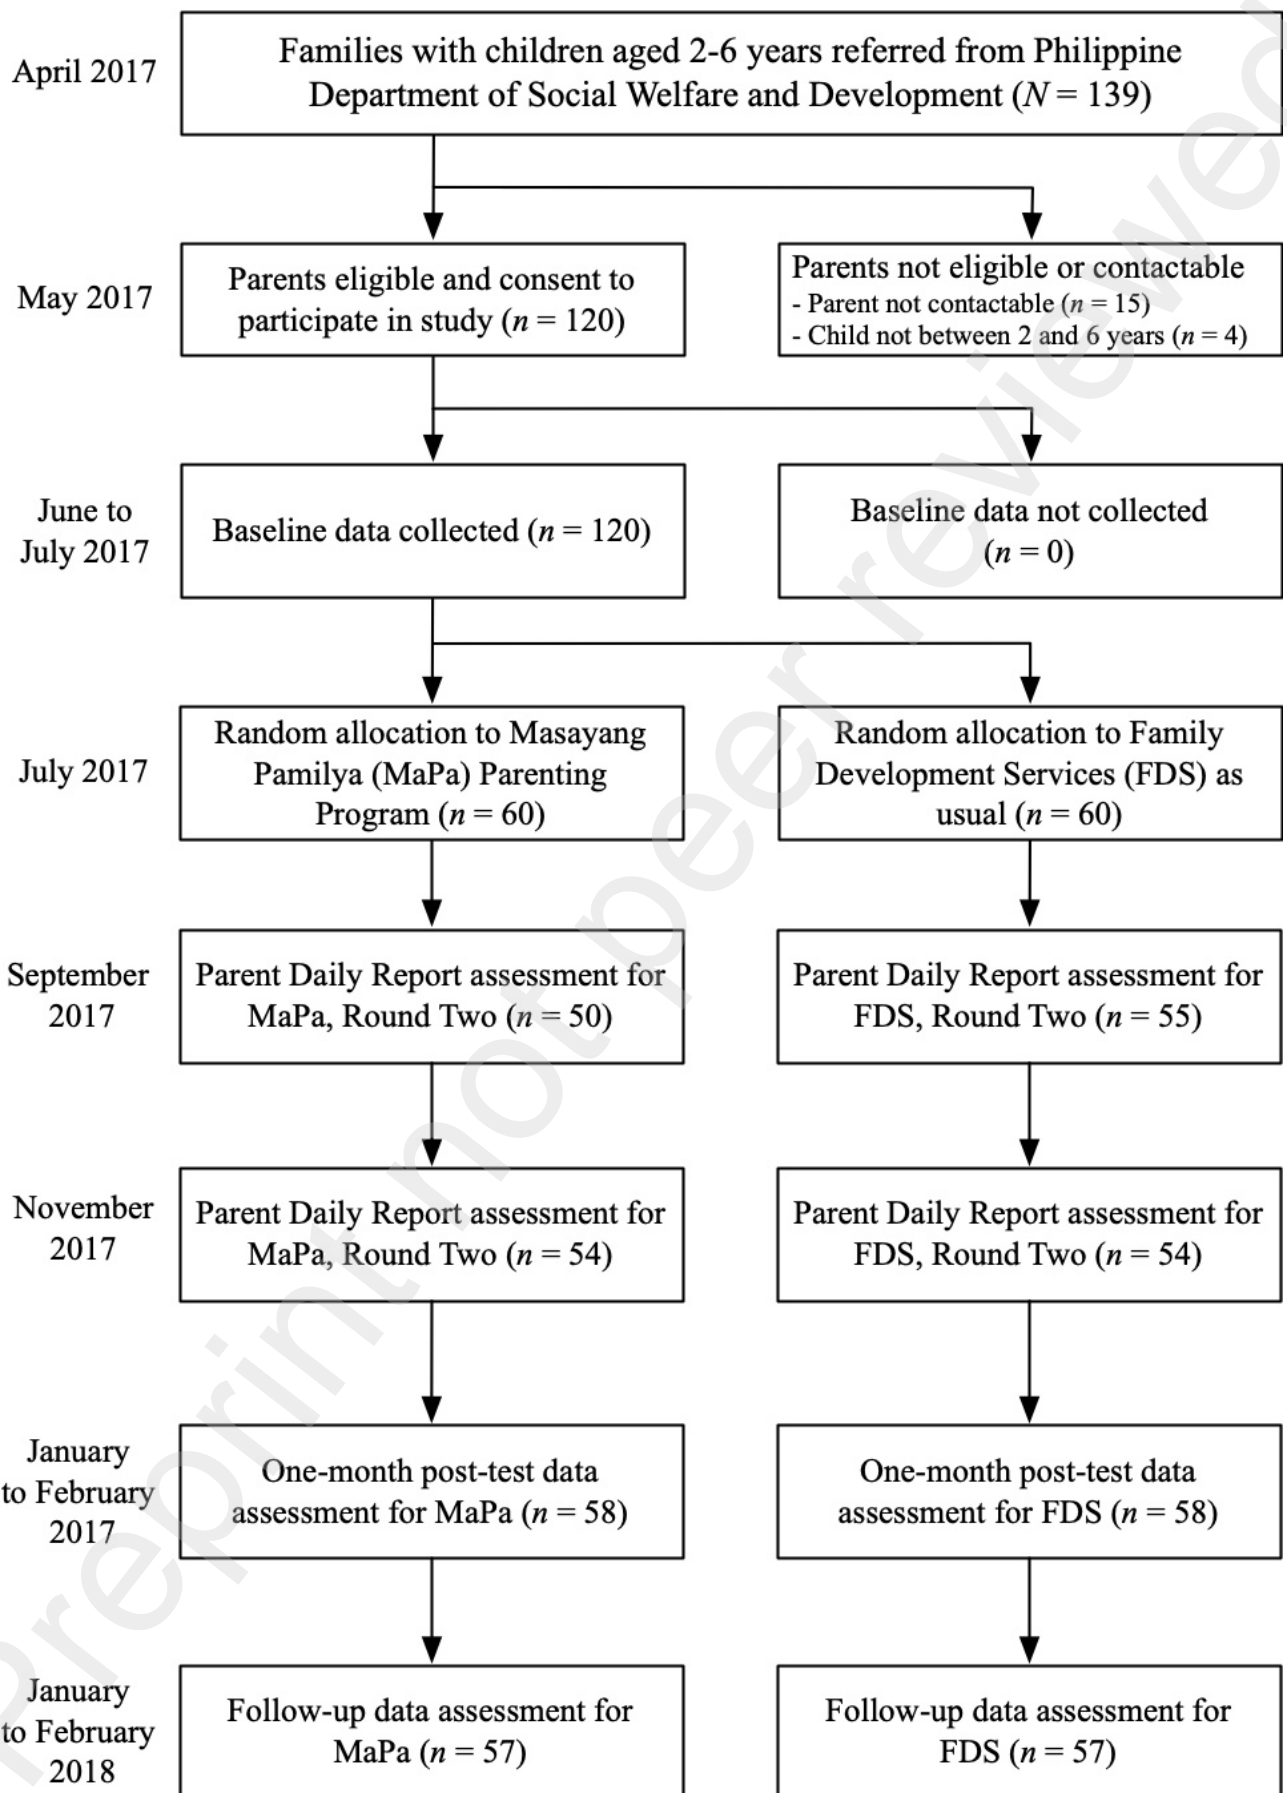 April 2017
Families with children aged 2-6 years referred from Philippine
Department of Social Welfare and Development (N = 139)
May 2017
Parents eligible and consent to
participate in study (n = 120)
Parents not eligible or contactable
- Parent not contactable (n = 15)
- Child not between 2 and 6 years (n = 4)
June to
July 2017
Baseline data collected (n = 120)
Baseline data not collected
(n = 0)
July 2017
Random allocation to Masayang
Pamilya (MaPa) Parenting
Program (n = 60)
Random allocation to Family
Development Services (FDS) as
usual (n = 60)
September
2017
Parent Daily Report assessment for
MaPa, Round Two (n = 50)
Parent Daily Report assessment for
FDS, Round Two (n = 55)
November
2017
Parent Daily Report assessment for
MaPa, Round Two (n = 54)
Parent Daily Report assessment for
FDS, Round Two (n = 54)
January
to February
2017
One-month post-test data
assessment for MaPa (n = 58)
One-month post-test data
assessment for FDS (n = 58)
January
to February
2018
Follow-up data assessment for
MaPa (n = 57)
Follow-up data assessment for
FDS (n = 57)
Preprint not peer reviewed